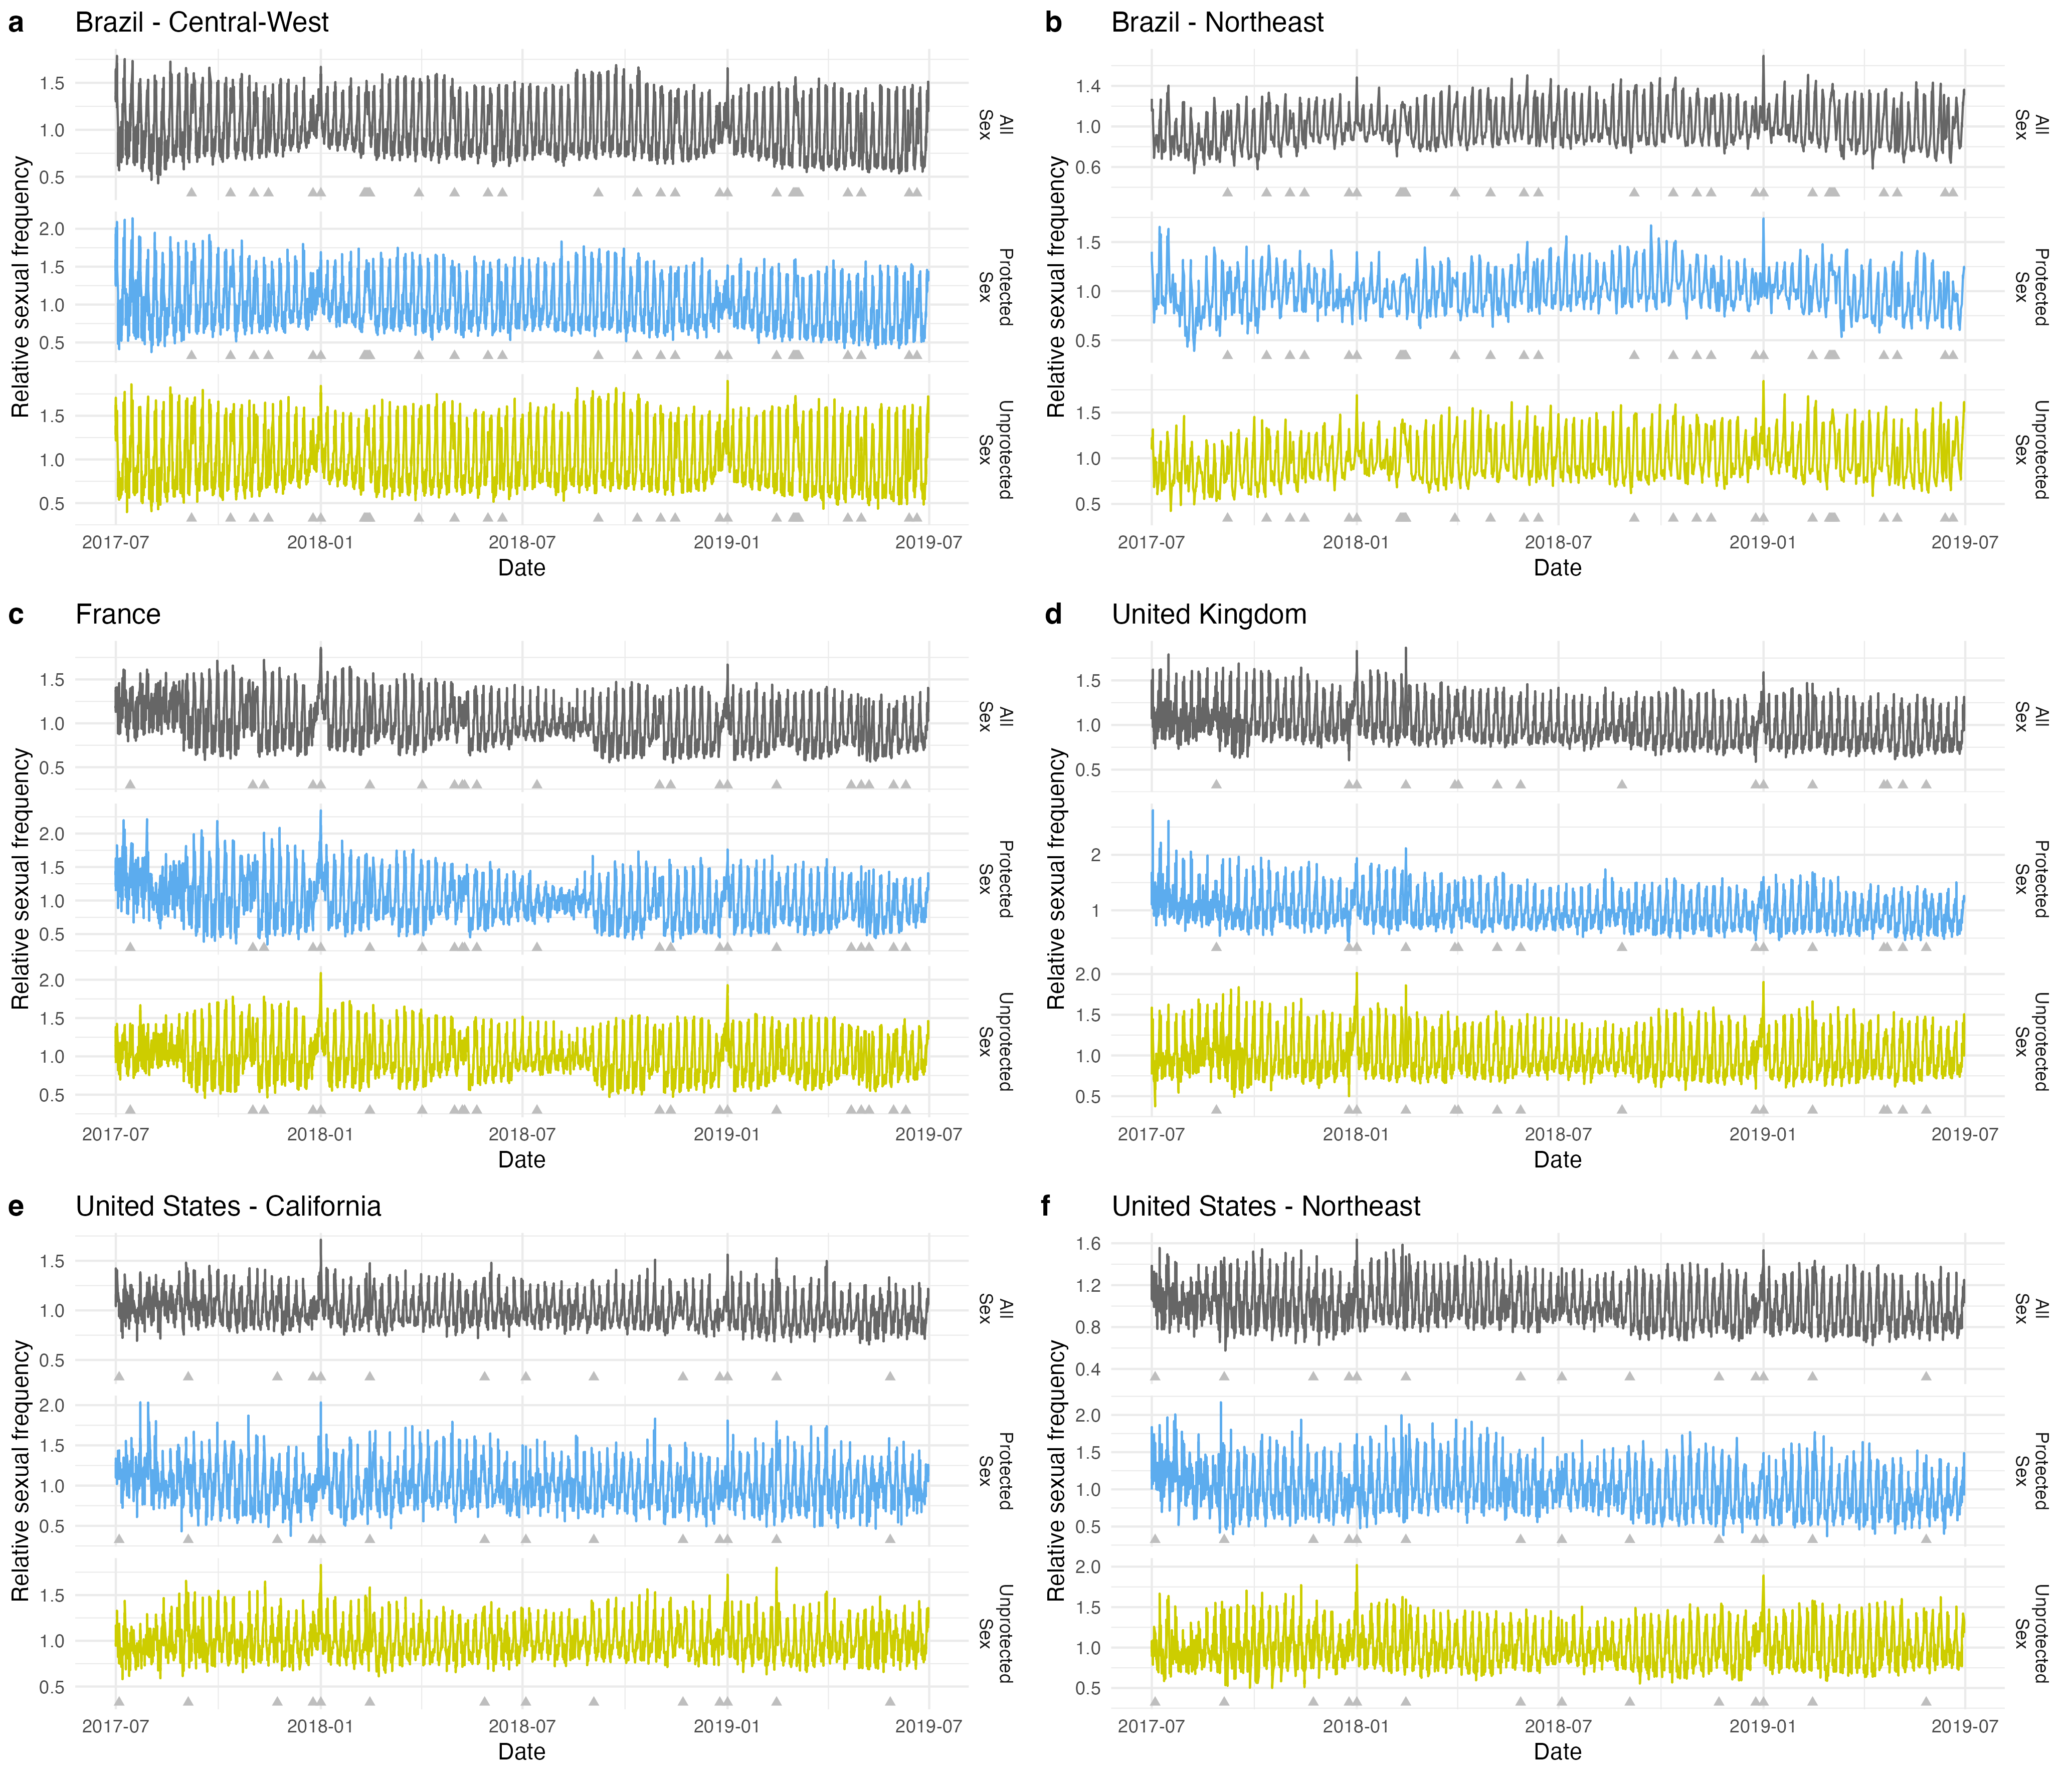 a Brazil - Central-West
Relative sexual frequency
1.5
1.0
0.5
All
Sex
2.0
1.5
1.0
0.5
Protected
Sex
1.5
1.0
0.5
Unprotected
Sex
2017-07 2018-01 2018-07 2019-01 2019-07
Date
b Brazil - Northeast
Relative sexual frequency
1.4
1.0
0.6
All
Sex
1.5
1.0
0.5
Protected
Sex
1.5
1.0
0.5
Unprotected
Sex
2017-07 2018-01 2018-07 2019-01 2019-07
Date
c France
Relative sexual frequency
1.5
1.0
0.5
All
Sex
2.0
1.5
1.0
0.5
Protected
Sex
2.0
1.5
1.0
0.5
Unprotected
Sex
2017-07 2018-01 2018-07 2019-01 2019-07
Date
d United Kingdom
Relative sexual frequency
1.5
1.0
0.5
All
Sex
2
1
Protected
Sex
2.0
1.5
1.0
0.5
Unprotected
Sex
2017-07 2018-01 2018-07 2019-01 2019-07
Date
e United States - California
Relative sexual frequency
1.5
1.0
0.5
All
Sex
2.0
1.5
1.0
0.5
Protected
Sex
1.5
1.0
0.5
Unprotected
Sex
2017-07 2018-01 2018-07 2019-01 2019-07
Date
f United States - Northeast
Relative sexual frequency
1.6
1.2
0.8
0.4
All
Sex
2.0
1.5
1.0
0.5
Protected
Sex
2.0
1.5
1.0
0.5
Unprotected
Sex
2017-07 2018-01 2018-07 2019-01 2019-07
Date